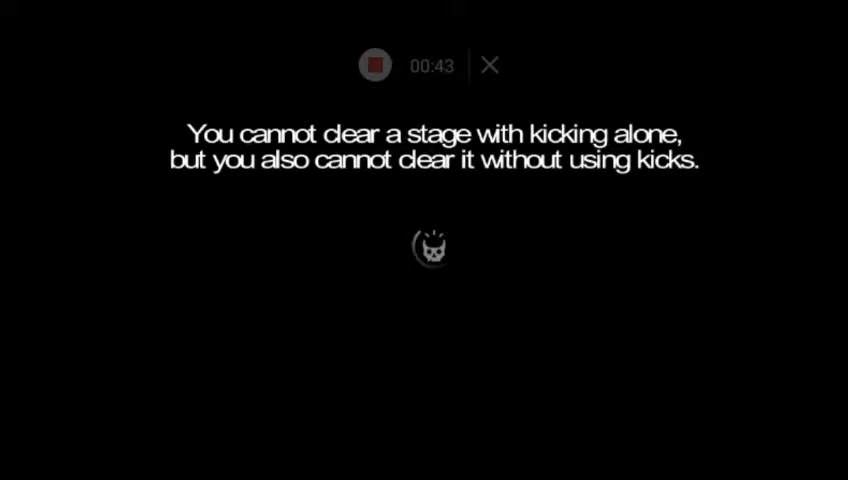 00:43
You cannot clear a stage with kicking alone,
but you also cannot clear it without using kicks.